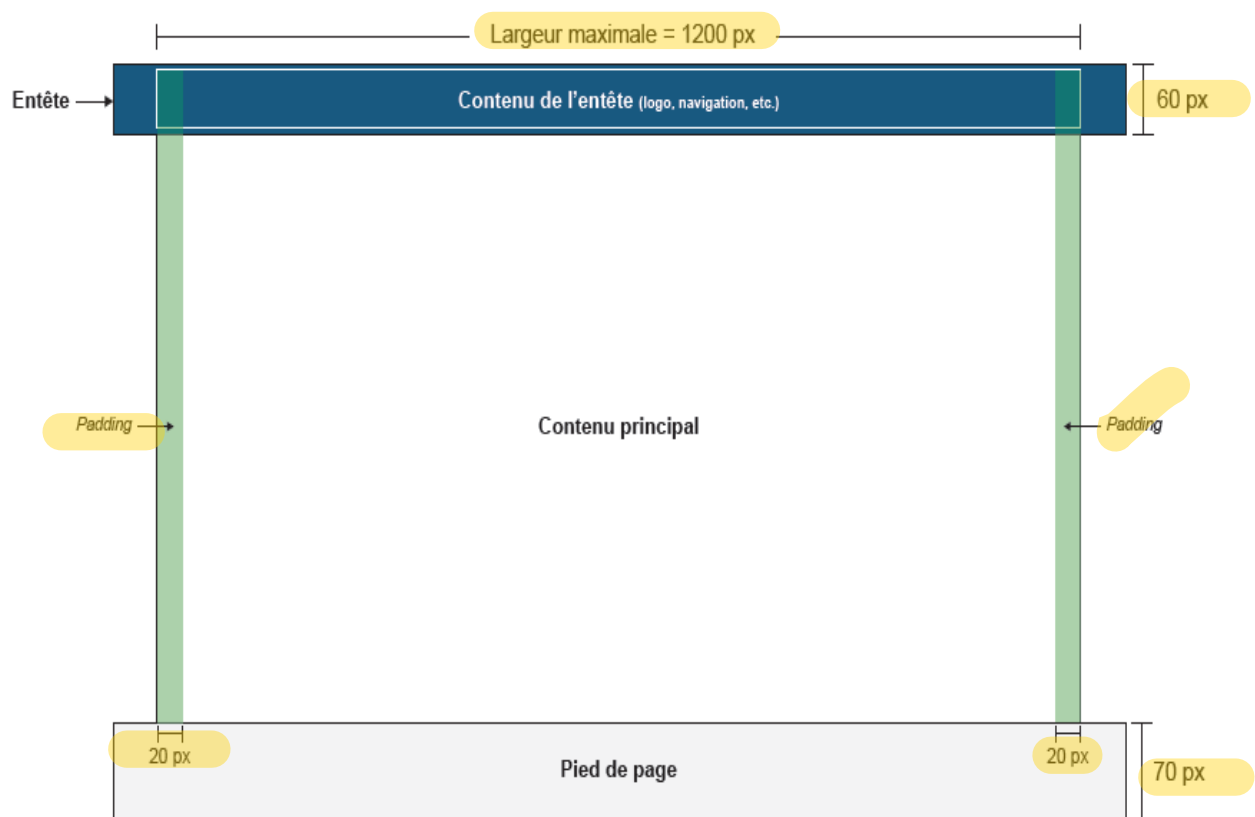 Largeur maximale = 1200 px
Entête
Contenu de l'entête (logo, navigation, etc.)
60 px
Padding
Contenu principal
Padding
20 px
20 px
Pied de page
70 px